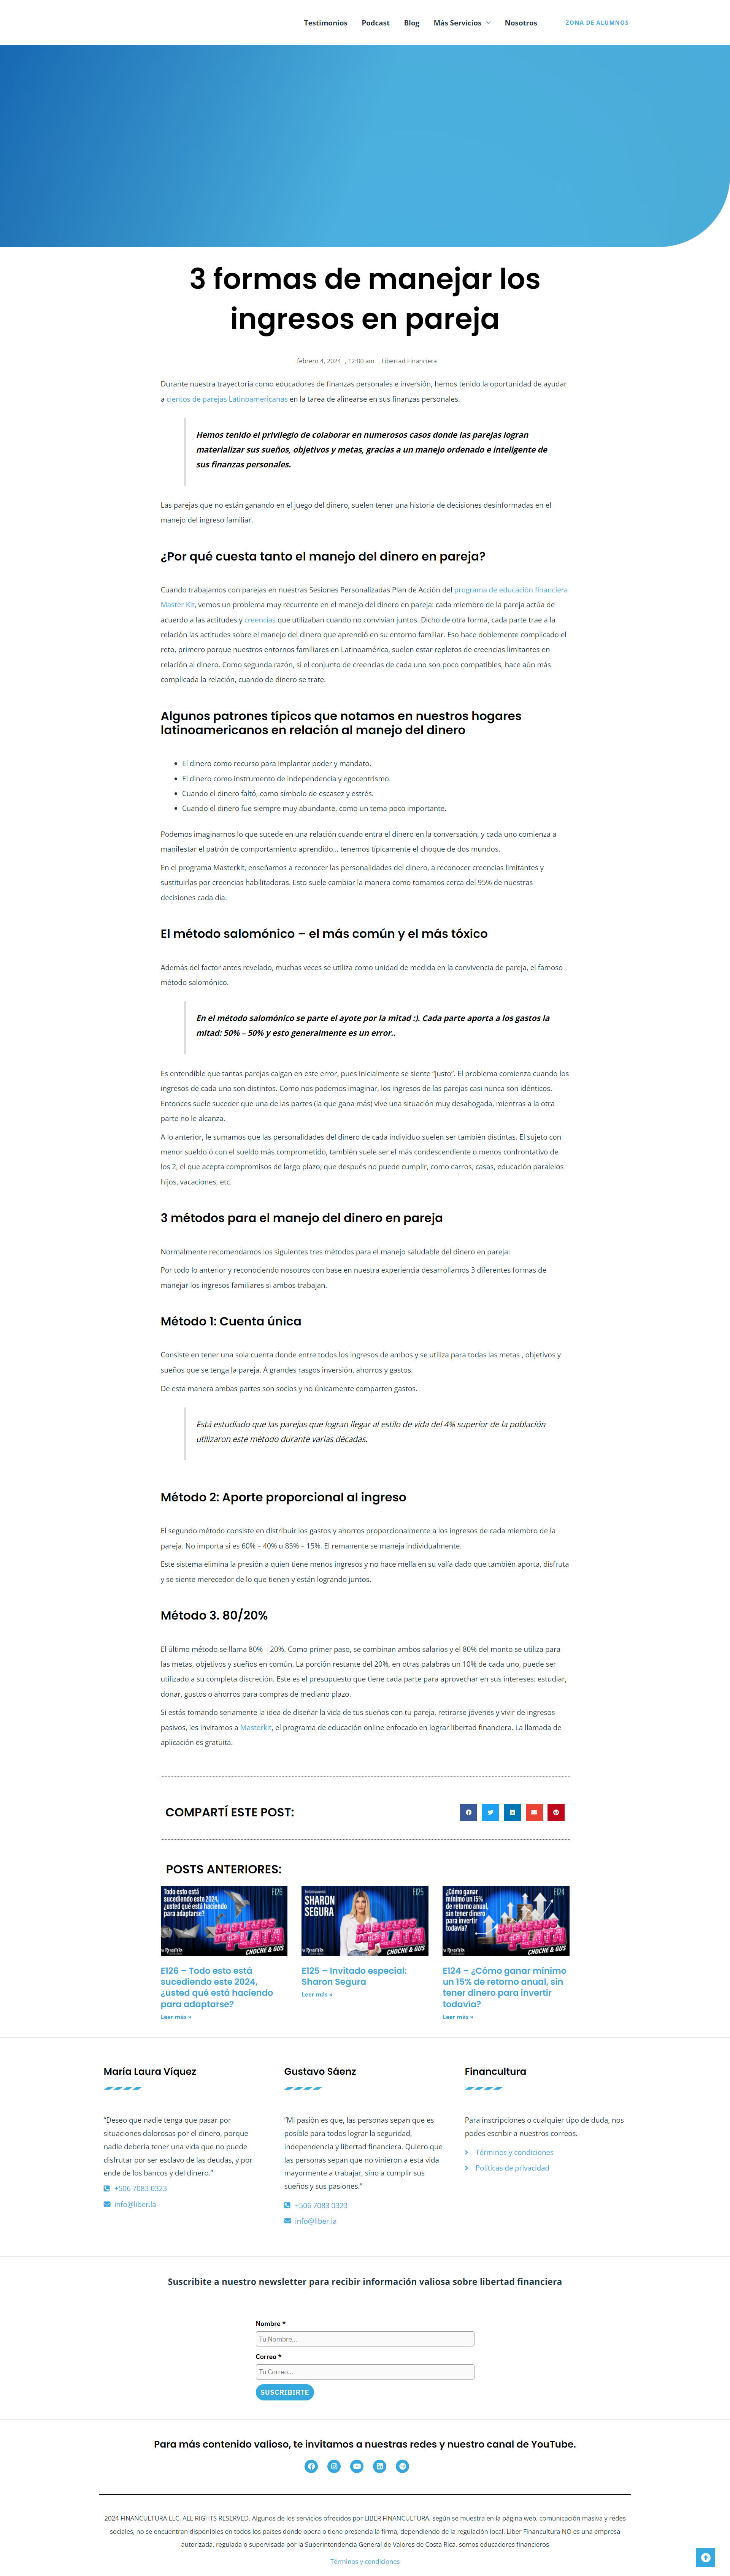 Testimonios Podcast Blog Más Servicios Nosotros ZONA DE ALUMNOS
3 formas de manejar los
ingresos en pareja
febrero 4, 2024 , 12:00 am , Libertad Financiera
Durante nuestra trayectoria como educadores de finanzas personales e inversión, hemos tenido la oportunidad de ayudar
a cientos de parejas Latinoamericanas en la tarea de alinearse en sus finanzas personales.
Hemos tenido el privilegio de colaborar en numerosos casos donde las parejas logran
materializar sus sueños, objetivos y metas, gracias a un manejo ordenado e inteligente de
sus finanzas personales.
Las parejas que no están ganando en el juego del dinero, suelen tener una historia de decisiones desinformadas en el
manejo del ingreso familiar.
¿Por qué cuesta tanto el manejo del dinero en pareja?
Cuando trabajamos con parejas en nuestras Sesiones Personalizadas Plan de Acción del programa de educación financiera
Master Kit, vemos un problema muy recurrente en el manejo del dinero en pareja: cada miembro de la pareja actúa de
acuerdo a las actitudes y creencias que utilizaban cuando no convivian juntos. Dicho de otra forma, cada parte trae a la
relación las actitudes sobre el manejo del dinero que aprendió en su entorno familiar. Eso hace doblemente complicado el
reto, primero porque nuestros entornos familiares en Latinoamérica, suelen estar repletos de creencias limitantes en
relación al dinero. Como segunda razón, si el conjunto de creencias de cada uno son poco compatibles, hace aún más
complicada la relación, cuando de dinero se trate.
Algunos patrones típicos que notamos en nuestros hogares
latinoamericanos en relación al manejo del dinero
El dinero como recurso para implantar poder y mandato.
El dinero como instrumento de independencia y egocentrismo.
Cuando el dinero faltó, como símbolo de escasez y estrés.
Cuando el dinero fue siempre muy abundante, como un tema poco importante.
Podemos imaginarnos lo que sucede en una relación cuando entra el dinero en la conversación, y cada uno comienza a
manifestar el patrón de comportamiento aprendido... tenemos típicamente el choque de dos mundos.
En el programa Masterkit, enseñamos a reconocer las personalidades del dinero, a reconocer creencias limitantes y
sustituirlas por creencias habilitadoras. Esto suele cambiar la manera como tomamos cerca del 95% de nuestras
decisiones cada día.
El método salomónico – el más común y el más tóxico
Además del factor antes revelado, muchas veces se utiliza como unidad de medida en la convivencia de pareja, el famoso
método salomónico.
En el método salomónico se parte el ayote por la mitad :). Cada parte aporta a los gastos la
mitad: 50% – 50% y esto generalmente es un error..
Es entendible que tantas parejas caigan en este error, pues inicialmente se siente “justo”. El problema comienza cuando los
ingresos de cada uno son distintos. Como nos podemos imaginar, los ingresos de las parejas casi nunca son idénticos.
Entonces suele suceder que una de las partes (la que gana más) vive una situación muy desahogada, mientras a la otra
parte no le alcanza.
A lo anterior, le sumamos que las personalidades del dinero de cada individuo suelen ser también distintas. El sujeto con
menor sueldo ó con el sueldo más comprometido, también suele ser el más condescendiente o menos confrontativo de
los 2, el que acepta compromisos de largo plazo, que después no puede cumplir, como carros, casas, educación paralelos
hijos, vacaciones, etc.
3 métodos para el manejo del dinero en pareja
Normalmente recomendamos los siguientes tres métodos para el manejo saludable del dinero en pareja:
Por todo lo anterior y reconociendo nosotros con base en nuestra experiencia desarrollamos 3 diferentes formas de
manejar los ingresos familiares si ambos trabajan.
Método 1: Cuenta única
Consiste en tener una sola cuenta donde entre todos los ingresos de ambos y se utiliza para todas las metas , objetivos y
sueños que se tenga la pareja. A grandes rasgos inversión, ahorros y gastos.
De esta manera ambas partes son socios y no únicamente comparten gastos.
Está estudiado que las parejas que logran llegar al estilo de vida del 4% superior de la población
utilizaron este método durante varias décadas.
Método 2: Aporte proporcional al ingreso
El segundo método consiste en distribuir los gastos y ahorros proporcionalmente a los ingresos de cada miembro de la
pareja. No importa si es 60% – 40% u 85% – 15%. El remanente se maneja individualmente.
Este sistema elimina la presión a quien tiene menos ingresos y no hace mella en su valía dado que también aporta, disfruta
y se siente merecedor de lo que tienen y están logrando juntos.
Método 3. 80/20%
El último método se llama 80% – 20%. Como primer paso, se combinan ambos salarios y el 80% del monto se utiliza para
las metas, objetivos y sueños en común. La porción restante del 20%, en otras palabras un 10% de cada uno, puede ser
utilizado a su completa discreción. Este es el presupuesto que tiene cada parte para aprovechar en sus intereses: estudiar,
donar, gustos o ahorros para compras de mediano plazo.
Si estás tomando seriamente la idea de diseñar la vida de tus sueños con tu pareja, retirarse jóvenes y vivir de ingresos
pasivos, les invitamos a Masterkit, el programa de educación online enfocado en lograr libertad financiera. La llamada de
aplicación es gratuita.
COMPARTÍ ESTE POST:
POSTS ANTERIORES:
Todo esto está
sucediendo este 2024,
¿usted qué está haciendo
para adaptarse?
E126
HABLEMOS
DE PLATA
CHOCHE & GUS
SHARON
SEGURA
E125
HABLEMOS
DE PLATA
CHOCHE & GUS
¿Cómo ganar
mínimo un 15%
de retorno anual,
sin tener dinero
para invertir
todavía?
E124
HABLEMOS
DE PLATA
CHOCHE & GUS
E126 – Todo esto está
sucediendo este 2024,
¿usted qué está haciendo
para adaptarse?
Leer más »
E125 – Invitado especial:
Sharon Segura
Leer más »
E124 – ¿Cómo ganar mínimo
un 15% de retorno anual, sin
tener dinero para invertir
todavía?
Leer más »
María Laura Víquez
“Deseo que nadie tenga que pasar por
situaciones dolorosas por el dinero, porque
nadie debería tener una vida que no puede
disfrutar por ser esclavo de las deudas, y por
ende de los bancos y del dinero.”
+506 7083 0323
info@liber.la
Gustavo Sáenz
“Mi pasión es que, las personas sepan que es
posible para todos lograr la seguridad,
independencia y libertad financiera. Quiero que
las personas sepan que no vinieron a esta vida
mayormente a trabajar, sino a cumplir sus
sueños y sus pasiones.”
+506 7083 0323
info@liber.la
Financultura
Para inscripciones o cualquier tipo de duda, nos
podes escribir a nuestros correos.
Términos y condiciones
Políticas de privacidad
Suscribite a nuestro newsletter para recibir información valiosa sobre libertad financiera
Nombre *
Tu Nombre...
Correo *
Tu Correo...
SUSCRIBIRTE
Para más contenido valioso, te invitamos a nuestras redes y nuestro canal de YouTube.
2024 FINANCULTURA LLC. ALL RIGHTS RESERVED. Algunos de los servicios ofrecidos por LIBER FINANCULTURA, según se muestra en la página web, comunicación masiva y redes
sociales, no se encuentran disponibles en todos los países donde opera o tiene presencia la firma, dependiendo de la regulación local. Liber Financultura NO es una empresa
autorizada, regulada o supervisada por la Superintendencia General de Valores de Costa Rica, somos educadores financieros
Términos y condiciones